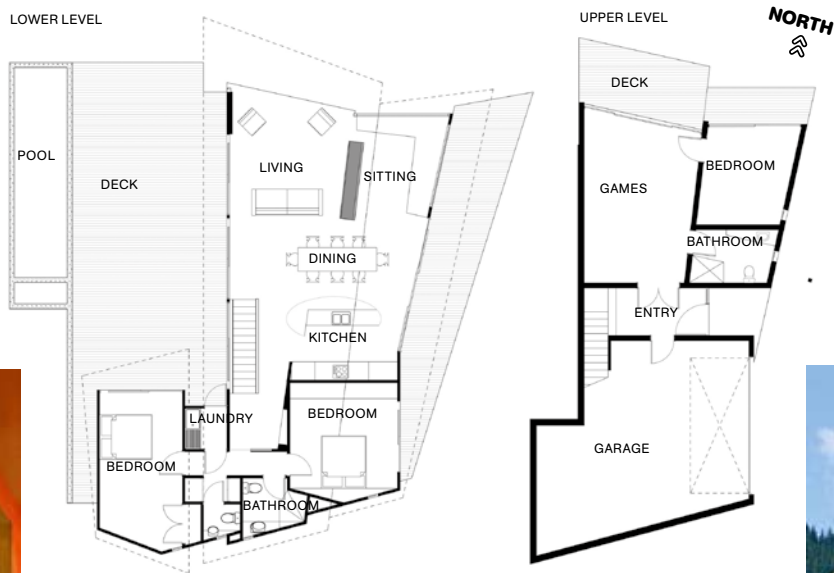 LOWER LEVEL
POOL
DECK
LIVING
SITTING
DINING
KITCHEN
LAUNDRY
BEDROOM
BEDROOM
BATHROOM
UPPER LEVEL
NORTH
DECK
GAMES
BEDROOM
BATHROOM
ENTRY
GARAGE